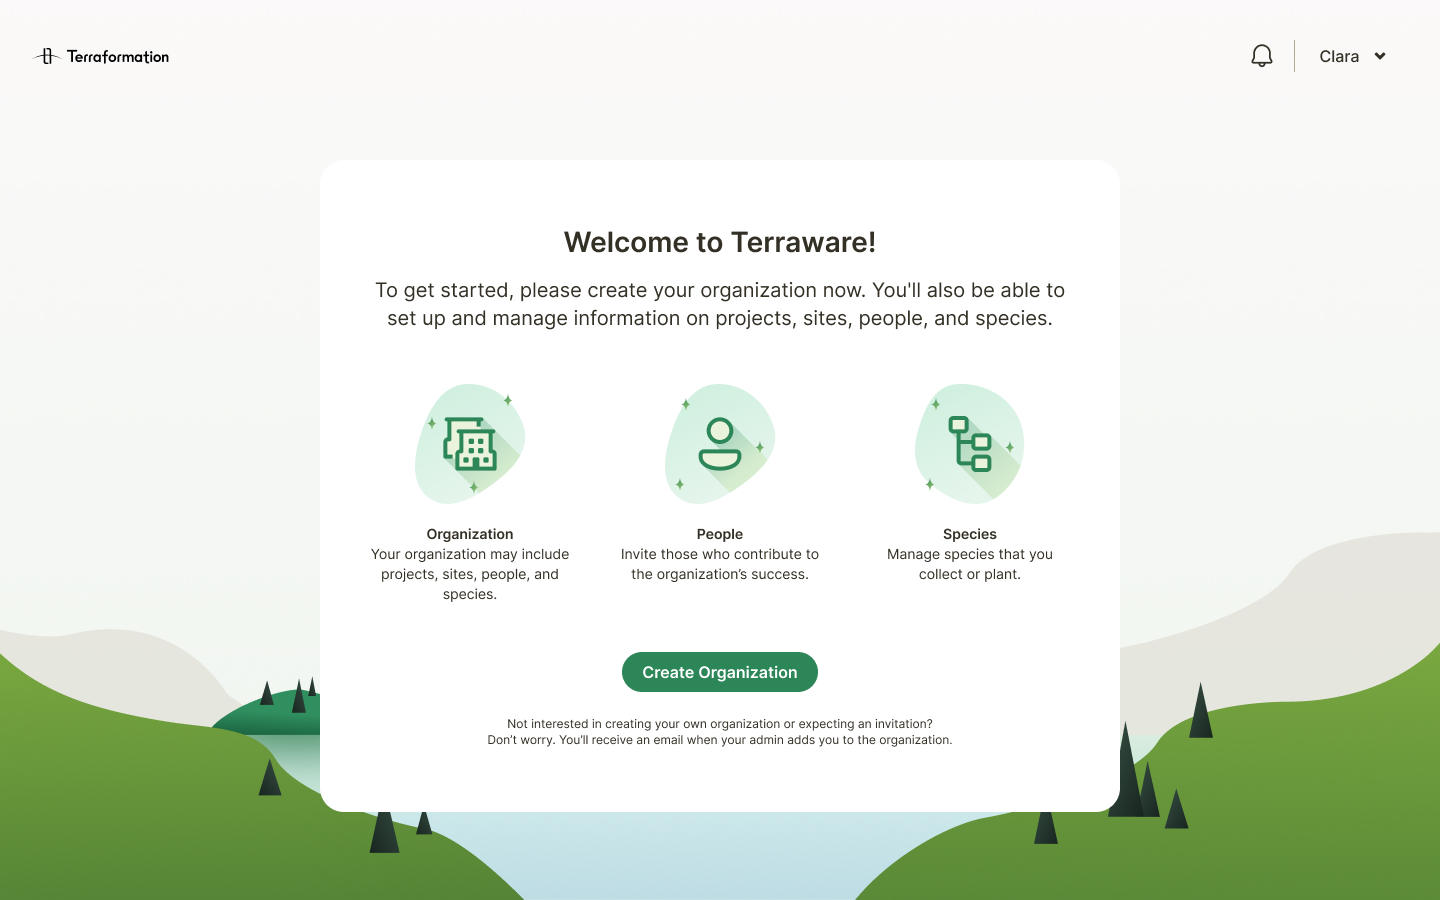 Terraformation
Clara
Welcome to Terraware!
To get started, please create your organization now. You'll also be able to
set up and manage information on projects, sites, people, and species.
Organization
Your organization may include
projects, sites, people, and
species.
People
Invite those who contribute to
the organization’s success.
Species
Manage species that you
collect or plant.
Create Organization
Not interested in creating your own organization or expecting an invitation?
Don’t worry. You’ll receive an email when your admin adds you to the organization.